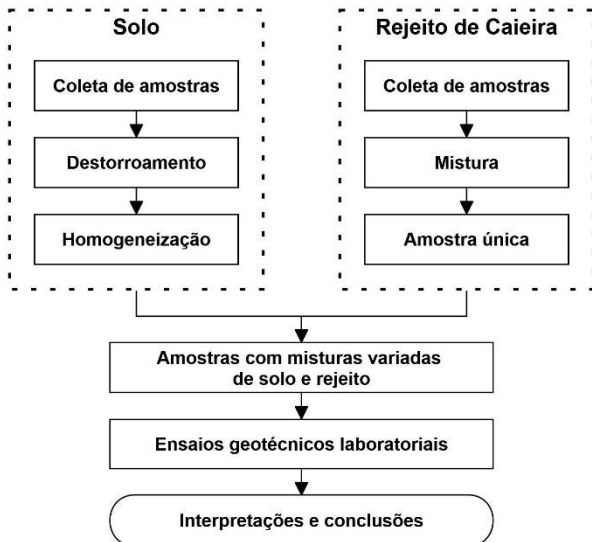 Solo
Coleta de amostras
Destorroamento
Homogeneização
Rejeito de Caieira
Coleta de amostras
Mistura
Amostra única
Amostras com misturas variadas
de solo e rejeito
Ensaios geotécnicos laboratoriais
Interpretações e conclusões